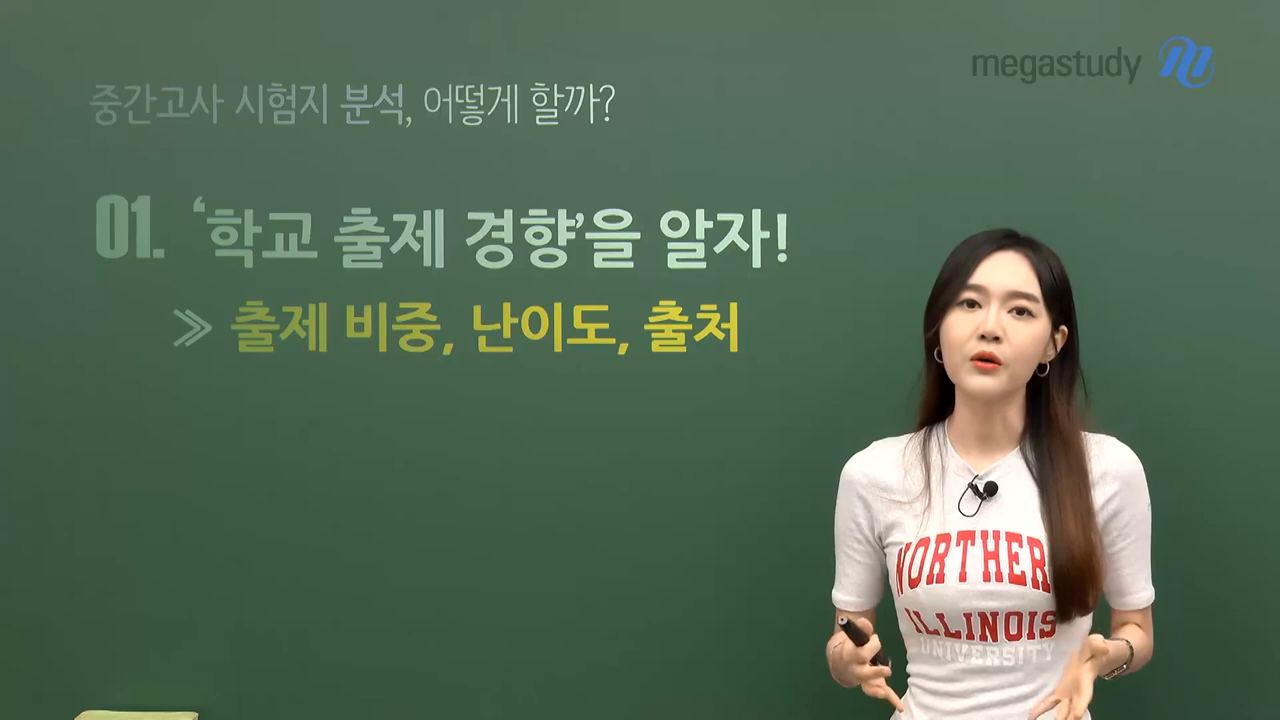 megastudy
중간고사 시험지 분석, 어떻게 할까?
01. ‘학교 출제 경향’을 알자!
≫ 출제 비중, 난이도, 출처
NORTHERN
ILLINOIS
UNIVERSITY